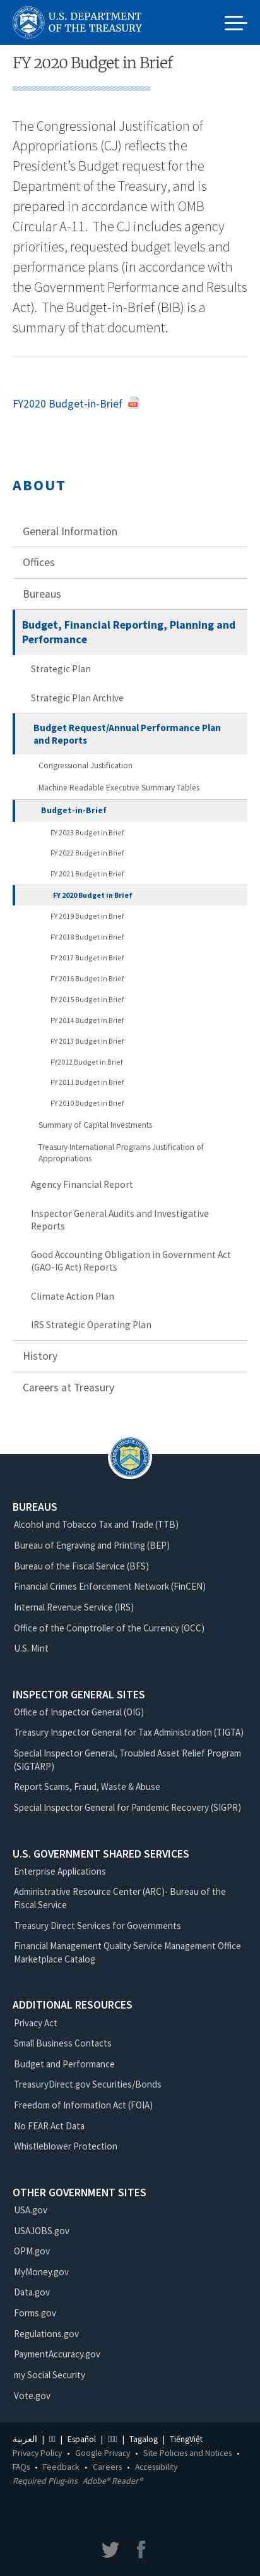 U.S. DEPARTMENT
OF THE TREASURY
FY 2020 Budget in Brief
The Congressional Justification of
Appropriations (CJ) reflects the
President’s Budget request for the
Department of the Treasury, and is
prepared in accordance with OMB
Circular A-11.  The CJ includes agency
priorities, requested budget levels and
performance plans (in accordance with
the Government Performance and Results
Act).  The Budget-in-Brief (BIB) is a
summary of that document.
FY2020 Budget-in-Brief
ABOUT
General Information
Offices
Bureaus
Budget, Financial Reporting, Planning and
Performance
Strategic Plan
Strategic Plan Archive
Budget Request/Annual Performance Plan
and Reports
Congressional Justification
Machine Readable Executive Summary Tables
Budget-in-Brief
FY 2023 Budget in Brief
FY 2022 Budget in Brief
FY 2021 Budget in Brief
FY 2020 Budget in Brief
FY 2019 Budget in Brief
FY 2018 Budget in Brief
FY 2017 Budget in Brief
FY 2016 Budget in Brief
FY 2015 Budget in Brief
FY 2014 Budget in Brief
FY 2013 Budget in Brief
FY2012 Budget in Brief
FY 2011 Budget in Brief
FY 2010 Budget in Brief
Summary of Capital Investments
Treasury International Programs Justification of
Appropriations
Agency Financial Report
Inspector General Audits and Investigative
Reports
Good Accounting Obligation in Government Act
(GAO-IG Act) Reports
Climate Action Plan
IRS Strategic Operating Plan
History
Careers at Treasury
BUREAUS
Alcohol and Tobacco Tax and Trade (TTB)
Bureau of Engraving and Printing (BEP)
Bureau of the Fiscal Service (BFS)
Financial Crimes Enforcement Network (FinCEN)
Internal Revenue Service (IRS)
Office of the Comptroller of the Currency (OCC)
U.S. Mint
INSPECTOR GENERAL SITES
Office of Inspector General (OIG)
Treasury Inspector General for Tax Administration (TIGTA)
Special Inspector General, Troubled Asset Relief Program
(SIGTARP)
Report Scams, Fraud, Waste & Abuse
Special Inspector General for Pandemic Recovery (SIGPR)
U.S. GOVERNMENT SHARED SERVICES
Enterprise Applications
Administrative Resource Center (ARC)- Bureau of the
Fiscal Service
Treasury Direct Services for Governments
Financial Management Quality Service Management Office
Marketplace Catalog
ADDITIONAL RESOURCES
Privacy Act
Small Business Contacts
Budget and Performance
TreasuryDirect.gov Securities/Bonds
Freedom of Information Act (FOIA)
No FEAR Act Data
Whistleblower Protection
OTHER GOVERNMENT SITES
USA.gov
USAJOBS.gov
OPM.gov
MyMoney.gov
Data.gov
Forms.gov
Regulations.gov
PaymentAccuracy.gov
my Social Security
Vote.gov
العربية | | Español | | Tagalog | TiếngViệt
Privacy Policy • Google Privacy • Site Policies and Notices •
FAQs • Feedback • Careers • Accessibility
Required Plug-ins Adobe® Reader®